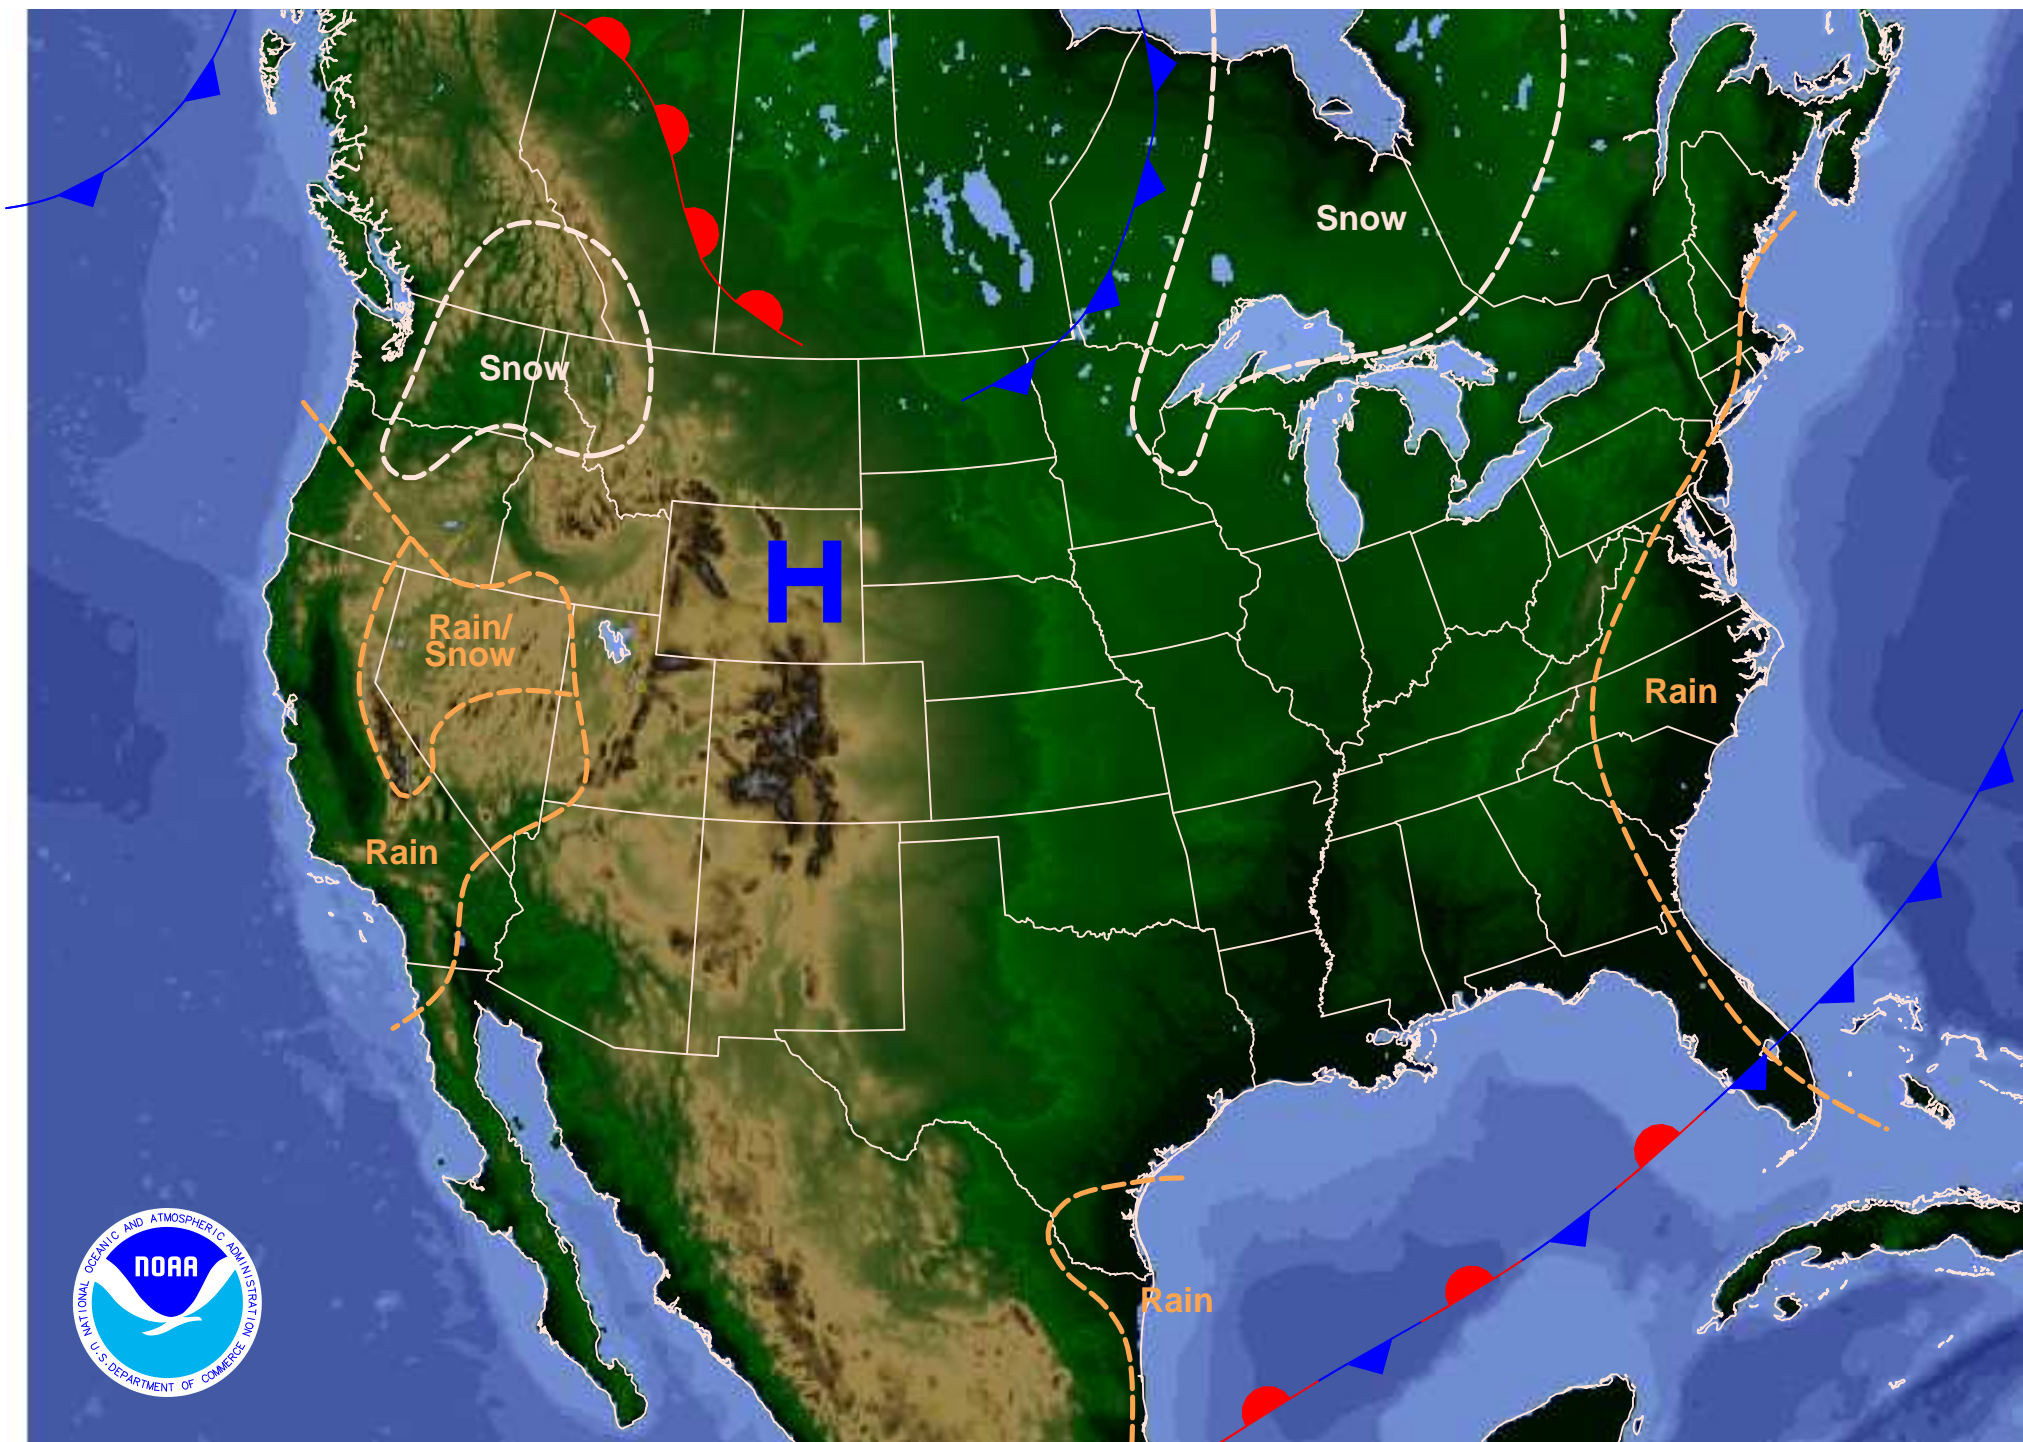 Snow
Snow
H
Rain/
Snow
Rain
Rain
Rain
NATIONAL OCEANIC AND ATMOSPHERIC ADMINISTRATION
NOAA
U.S. DEPARTMENT OF COMMERCE